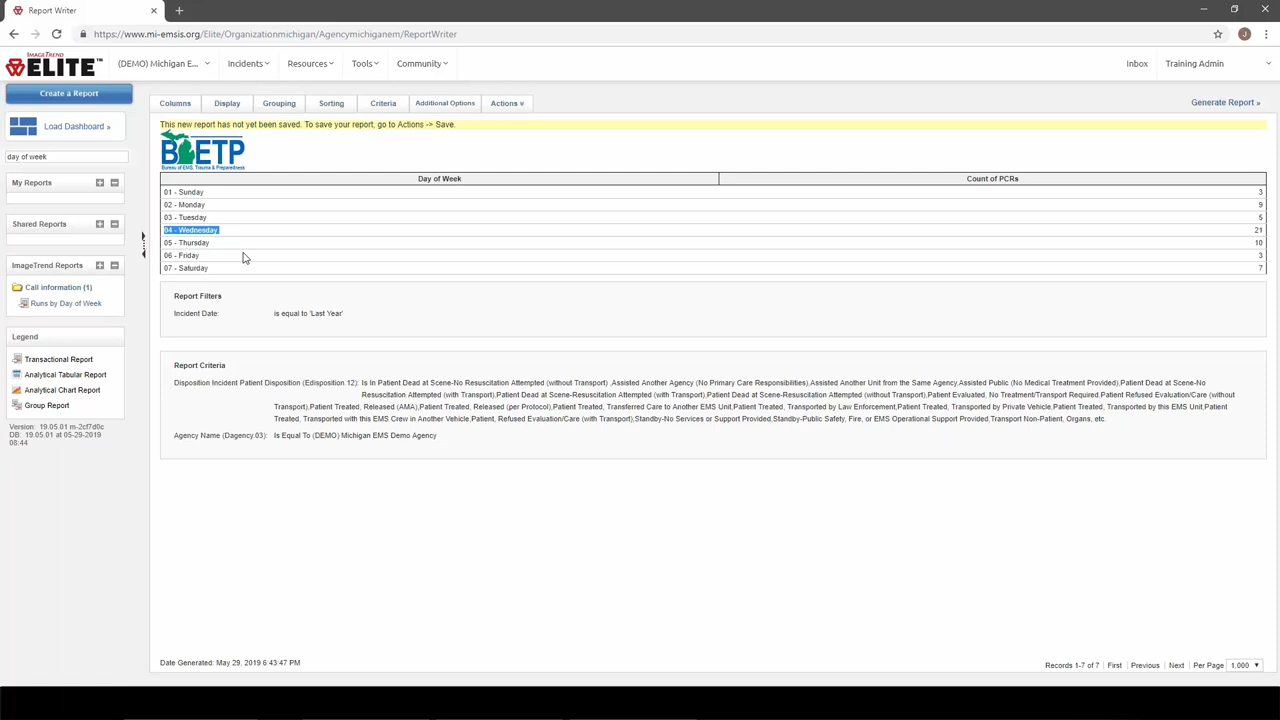 Report Writer
https://www.mi-emsis.org/Elite/Organizationmichigan/Agencymichiganem/ReportWriter
J
IMAGETREND
ELITE™
(DEMO) Michigan E...
Incidents
Resources
Tools
Community
Inbox
Training Admin
Create a Report
Load Dashboard »
day of week
My Reports
Shared Reports
ImageTrend Reports
Call information (1)
Runs by Day of Week
Legend
Transactional Report
Analytical Tabular Report
Analytical Chart Report
Group Report
Version: 19.05.01 m-2cf7d0c
DB: 19.05.01 at 05-29-2019
Columns
Display
Grouping
Sorting
Criteria
Additional Options
Actions
Generate Report »
This new report has not yet been saved. To save your report, go to Actions -> Save.
BETP
Bureau of EMS, Trauma & Preparedness
Day of Week Count of PCRs
01 - Sunday 3
02 - Monday 9
03 - Tuesday 5
04 - Wednesday 21
05 - Thursday 10
06 - Friday 3
07 - Saturday 7
Report Filters
Incident Date: is equal to 'Last Year'
Report Criteria
Disposition Incident Patient Disposition (Edisposition.12): Is In Patient Dead at Scene-No Resuscitation Attempted (without Transport) ,Assisted Another Agency (No Primary Care Responsibilities),Assisted Another Unit from the Same Agency,Assisted Public (No Medical Treatment Provided),Patient Dead at Scene-No
Resuscitation Attempted (with Transport),Patient Dead at Scene-Resuscitation Attempted (with Transport),Patient Dead at Scene-Resuscitation Attempted (without Transport),Patient Evaluated, No Treatment/Transport Required,Patient Refused Evaluation/Care (without
Transport),Patient Treated, Released (AMA),Patient Treated, Released (per Protocol),Patient Treated, Transferred Care to Another EMS Unit,Patient Treated, Transported by Law Enforcement,Patient Treated, Transported by Private Vehicle,Patient Treated, Transported by this EMS Unit,Patient
Treated, Transported with this EMS Crew in Another Vehicle,Patient, Refused Evaluation/Care (with Transport),Standby-No Services or Support Provided,Standby-Public Safety, Fire, or EMS Operational Support Provided,Transport Non-Patient, Organs, etc.
Agency Name (Dagency.03): Is Equal To (DEMO) Michigan EMS Demo Agency
Date Generated: May 29, 2019 6:43:47 PM
Records 1-7 of 7 First Previous Next Per Page 1,000